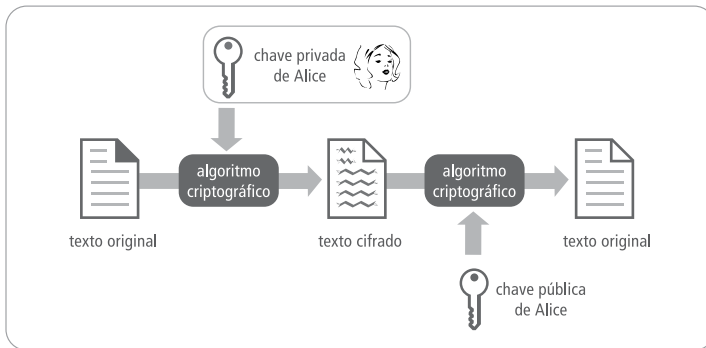 chave privada
de Alice
algoritmo
criptográfico
algoritmo
criptográfico
texto original
texto cifrado
texto original
chave pública
de Alice